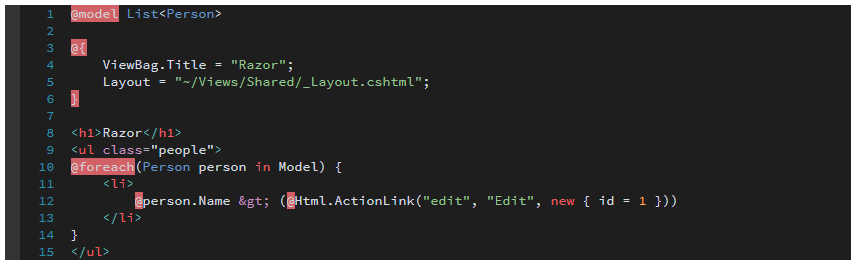 1 @model List<Person>
2
3 @{
4     ViewBag.Title = "Razor";
5     Layout = "~/Views/Shared/_Layout.cshtml";
6 }
7
8 <h1>Razor</h1>
9 <ul class="people">
10 @foreach(Person person in Model) {
11     <li>
12         @person.Name &gt; (@Html.ActionLink("edit", "Edit", new { id = 1 }))
13     </li>
14 }
15 </ul>